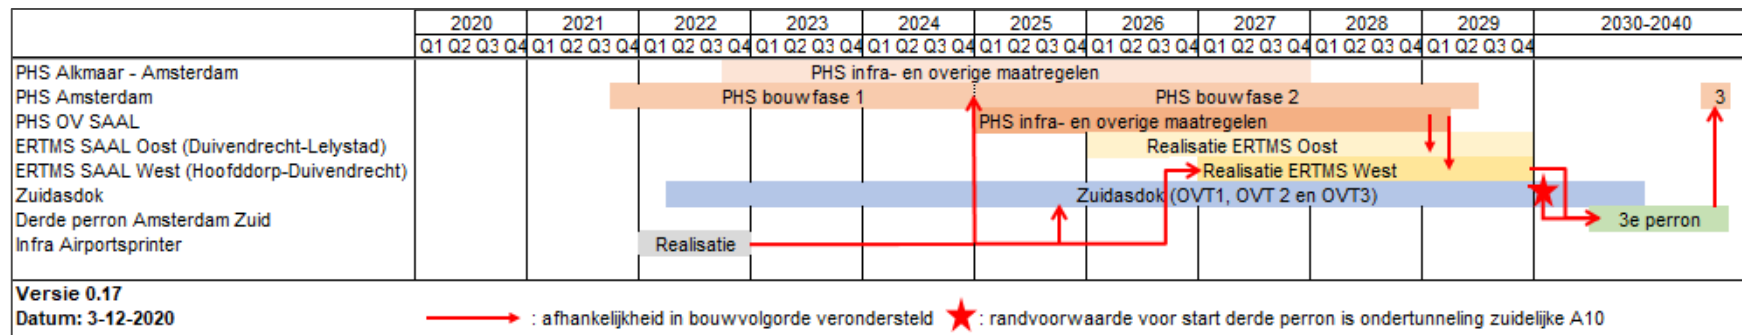 2020 2021 2022 2023 2024 2025 2026 2027 2028 2029 2030-2040
Q1 Q2 Q3 Q4 Q1 Q2 Q3 Q4 Q1 Q2 Q3 Q4 Q1 Q2 Q3 Q4 Q1 Q2 Q3 Q4 Q1 Q2 Q3 Q4 Q1 Q2 Q3 Q4 Q1 Q2 Q3 Q4 Q1 Q2 Q3 Q4 Q1 Q2 Q3 Q4
PHS Alkmaar - Amsterdam PHS infra- en overige maatregelen
PHS Amsterdam PHS bouwfase 1 PHS bouwfase 2 3
PHS OV SAAL PHS infra- en overige maatregelen
ERTMS SAAL Oost (Duivendrecht-Lelystad) Realisatie ERTMS Oost
ERTMS SAAL West (Hoofddorp-Duivendrecht) Realisatie ERTMS West
Zuidasdok Zuidasdok (OVT1, OVT 2 en OVT3)
Derde perron Amsterdam Zuid 3e perron
Infra Airportsprinter Realisatie
Versie 0.17
Datum: 3-12-2020 : afhankelijkheid in bouwvolgorde verondersteld : randvoorwaarde voor start derde perron is ondertunneling zuidelijke A10